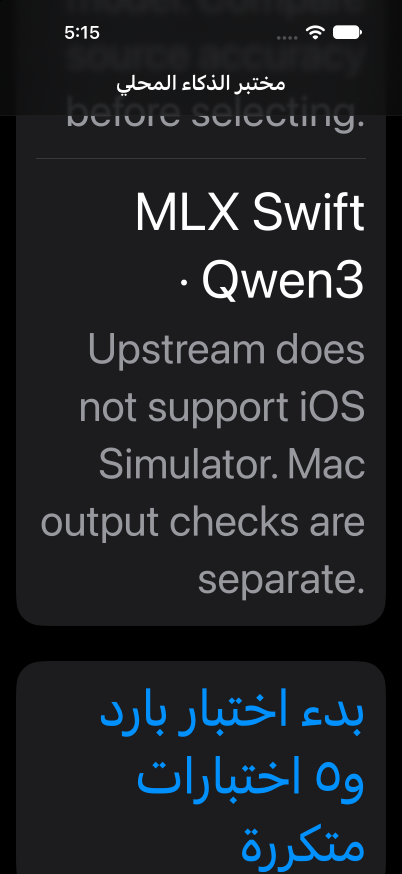 5:15
مختبر الذكاء المحلي
before selecting.
MLX Swift
· Qwen3
Upstream does
not support iOS
Simulator. Mac
output checks are
separate.
بدء اختبار بارد
و٥ اختبارات
متكررة